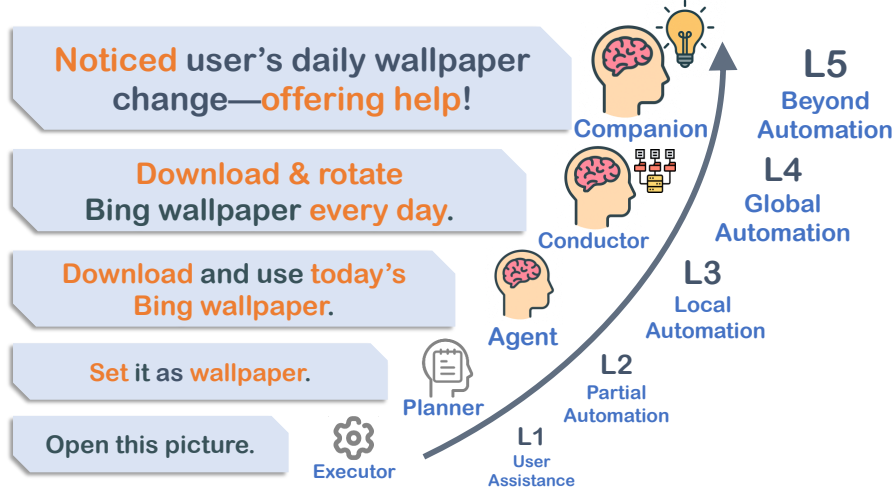 Noticed user's daily wallpaper
change—offering help!
Companion
L5
Beyond
Automation
Download & rotate
Bing wallpaper every day.
Conductor
L4
Global
Automation
Download and use today's
Bing wallpaper.
Agent
L3
Local
Automation
Set it as wallpaper.
Planner
L2
Partial
Automation
Open this picture.
Executor
L1
User
Assistance